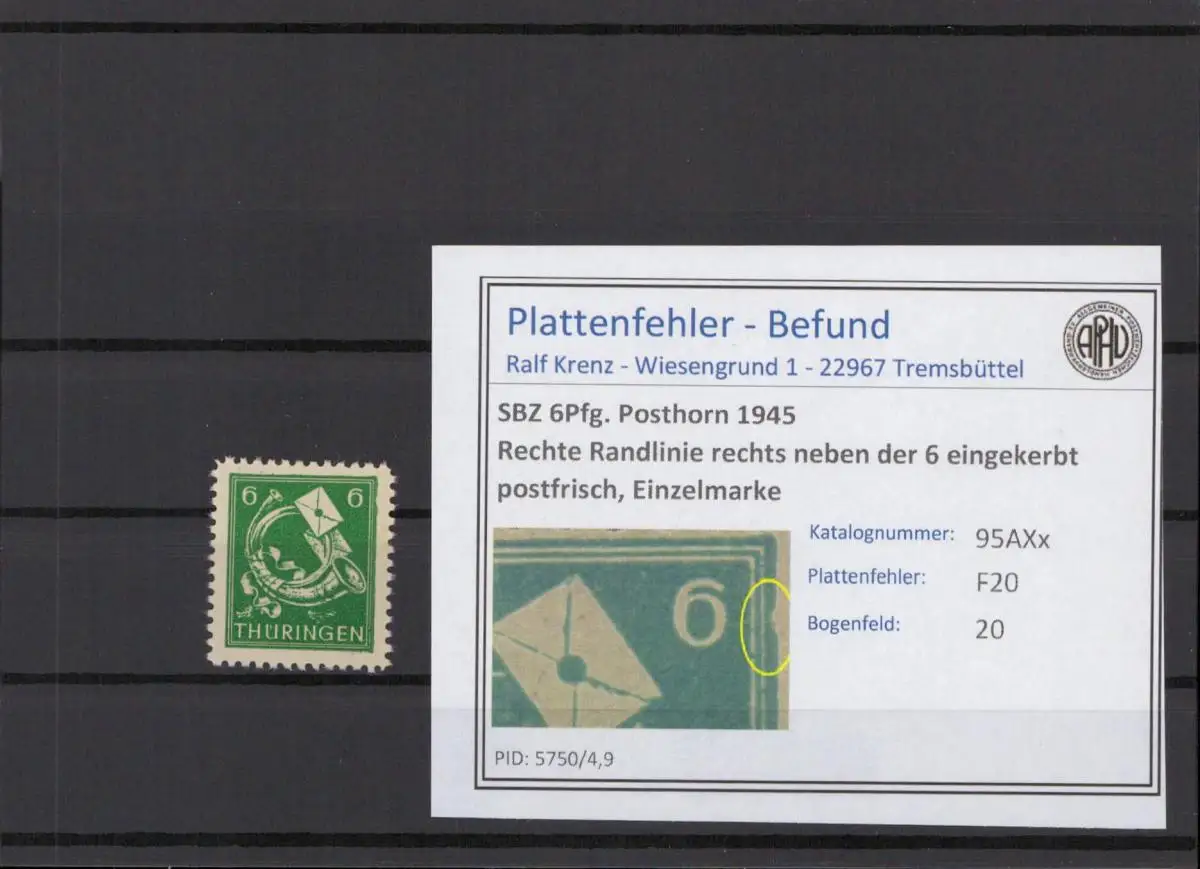 6 6
THÜRINGEN
Plattenfehler - Befund
Ralf Krenz - Wiesengrund 1 - 22967 Tremsbüttel
APHV
SBZ 6Pfg. Posthorn 1945
Rechte Randlinie rechts neben der 6 eingekerbt
postfrisch, Einzelmarke
6
Katalognummer: 95AXx
Plattenfehler: F20
Bogenfeld: 20
PID: 5750/4,9